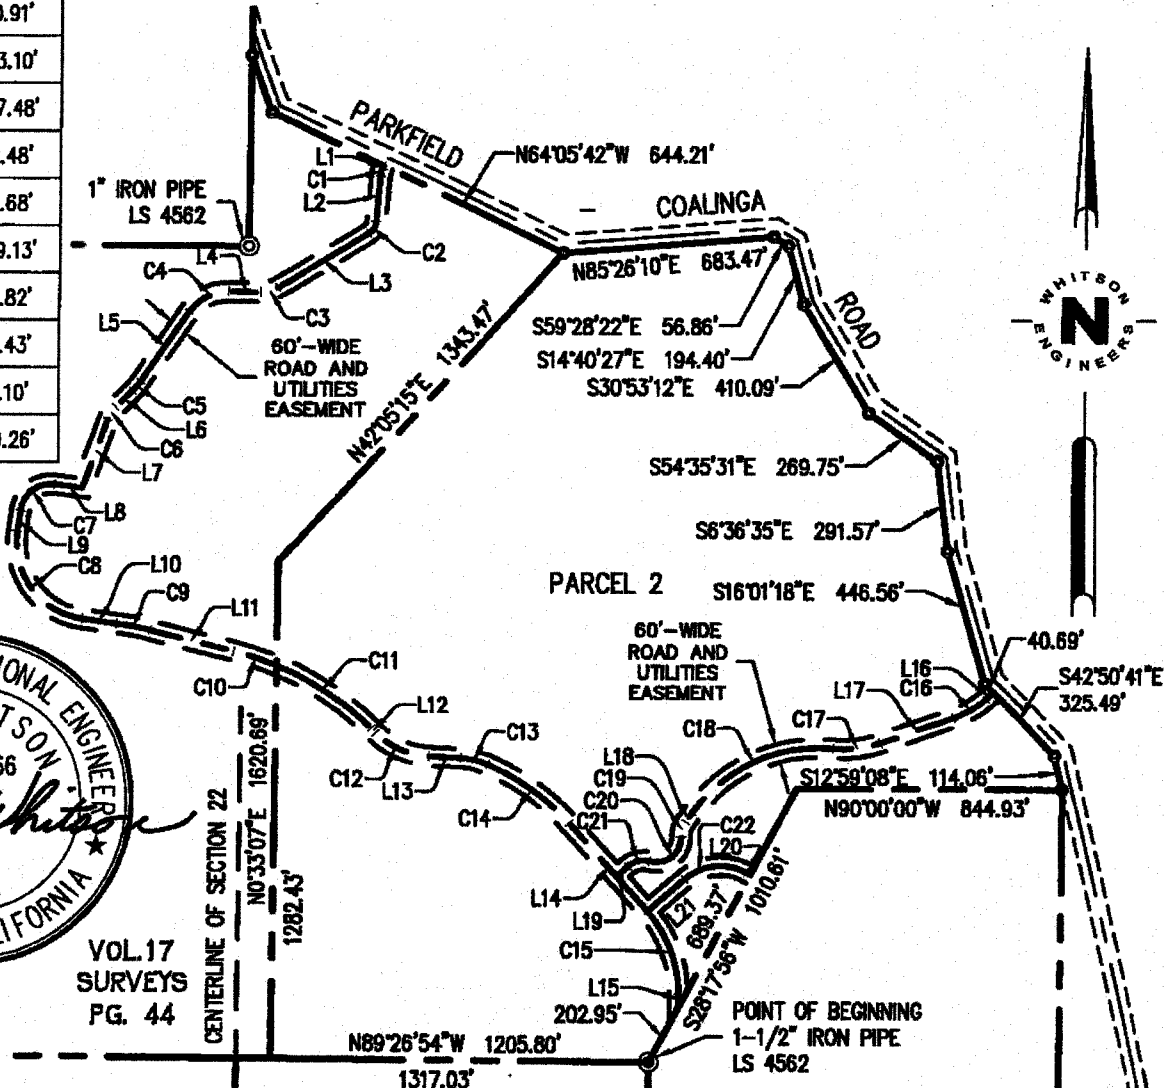 0.91'
3.10'
7.48'
.48'
.68'
9.13'
.82'
.43'
.10'
.26'
PARKFIELD
COALINGA
ROAD
L1
C1
L2
N64°05'42"W 644.21'
1" IRON PIPE
LS 4562
L4
C4
C2
L3
C3
N85°26'10"E 683.47'
S59°28'22"E 56.86'
S14°40'27"E 194.40'
S30°53'12"E 410.09'
WHITSON
N
ENGINEERS
L5
60'-WIDE
ROAD AND
UTILITIES
EASEMENT
N42°05'15"E 1343.47'
C5
L6
C6
L7
S54°35'31"E 269.75'
L8
C7
L9
S6°36'35"E 291.57'
C8
L10
C9
L11
PARCEL 2
S16°01'18"E 446.56'
60'-WIDE
ROAD AND
UTILITIES
EASEMENT
40.69'
L16
C16
S42°50'41"E
325.49'
C10
C11
L12
L17
C17
C18
C13
C12
L13
C14
L18
C19
C20
C21
S12°59'08"E 114.06'
N90°00'00"W 844.93'
C22
L20
L14
L19
L21
689.37'
1010.61'
S28°17'56"W
C15
L15
202.95'
CENTERLINE OF SECTION 22
N0°33'07"E 1620.69'
1282.43'
IONAL ENGINEER
TSON
66
LIFORNIA
VOL.17
SURVEYS
PG. 44
POINT OF BEGINNING
1-1/2" IRON PIPE
LS 4562
N89°26'54"W 1205.80'
1317.03'